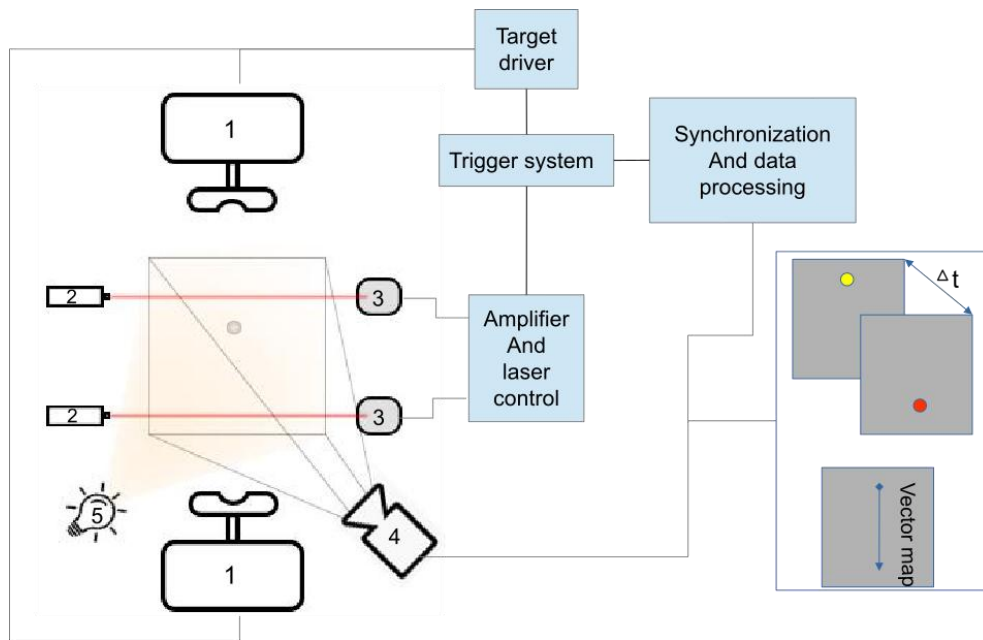 Target
driver
1
Trigger system
Synchronization
And data
processing
2
3
Δt
Amplifier
And
laser
control
2
3
5
4
1
Vector map